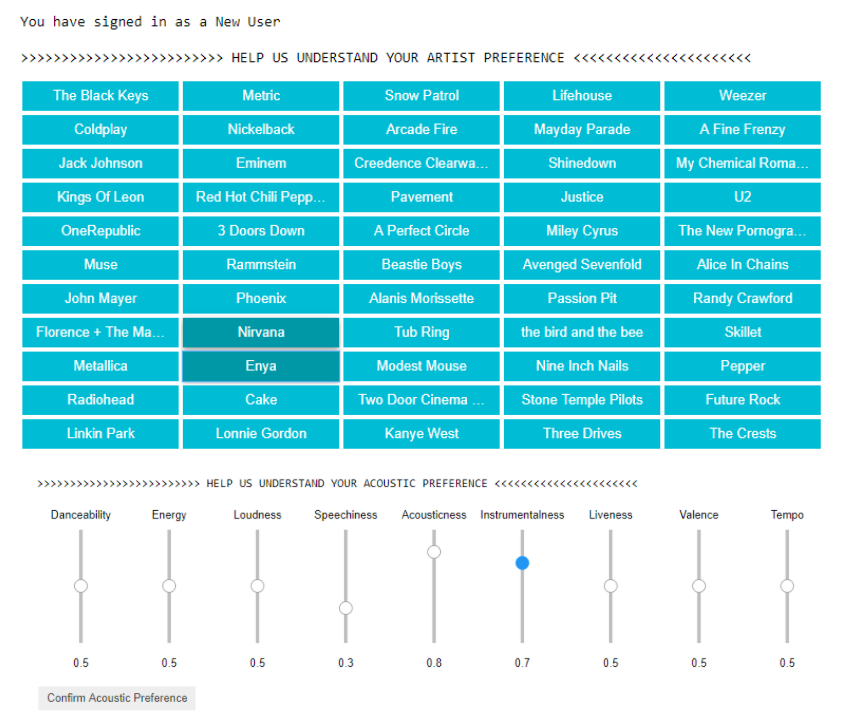 You have signed in as a New User
>>>>>>>>>>>>>>>>>>>>>>>>> HELP US UNDERSTAND YOUR ARTIST PREFERENCE <<<<<<<<<<<<<<<<<<<<<<
The Black Keys Metric Snow Patrol Lifehouse Weezer
Coldplay Nickelback Arcade Fire Mayday Parade A Fine Frenzy
Jack Johnson Eminem Creedence Clearwa... Shinedown My Chemical Roma...
Kings Of Leon Red Hot Chili Pepp... Pavement Justice U2
OneRepublic 3 Doors Down A Perfect Circle Miley Cyrus The New Pornogra...
Muse Rammstein Beastie Boys Avenged Sevenfold Alice In Chains
John Mayer Phoenix Alanis Morissette Passion Pit Randy Crawford
Florence + The Ma... Nirvana Tub Ring the bird and the bee Skillet
Metallica Enya Modest Mouse Nine Inch Nails Pepper
Radiohead Cake Two Door Cinema ... Stone Temple Pilots Future Rock
Linkin Park Lonnie Gordon Kanye West Three Drives The Crests
>>>>>>>>>>>>>>>>>>>>>>>>> HELP US UNDERSTAND YOUR ACOUSTIC PREFERENCE <<<<<<<<<<<<<<<<<<<<<<
Danceability Energy Loudness Speechiness Acousticness Instrumentalness Liveness Valence Tempo
0.5 0.5 0.5 0.3 0.8 0.7 0.5 0.5 0.5
Confirm Acoustic Preference